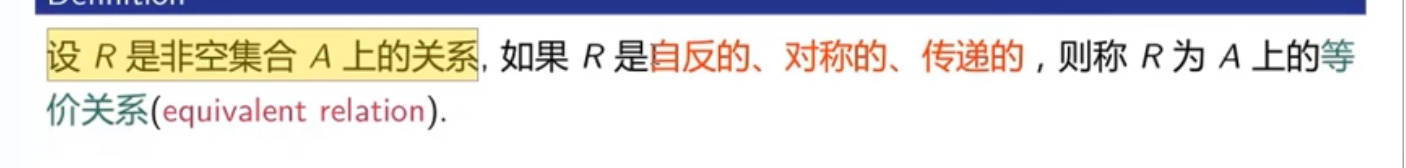 Definition
设 R 是非空集合 A 上的关系, 如果 R 是自反的、对称的、传递的，则称 R 为 A 上的等
价关系(equivalent relation).